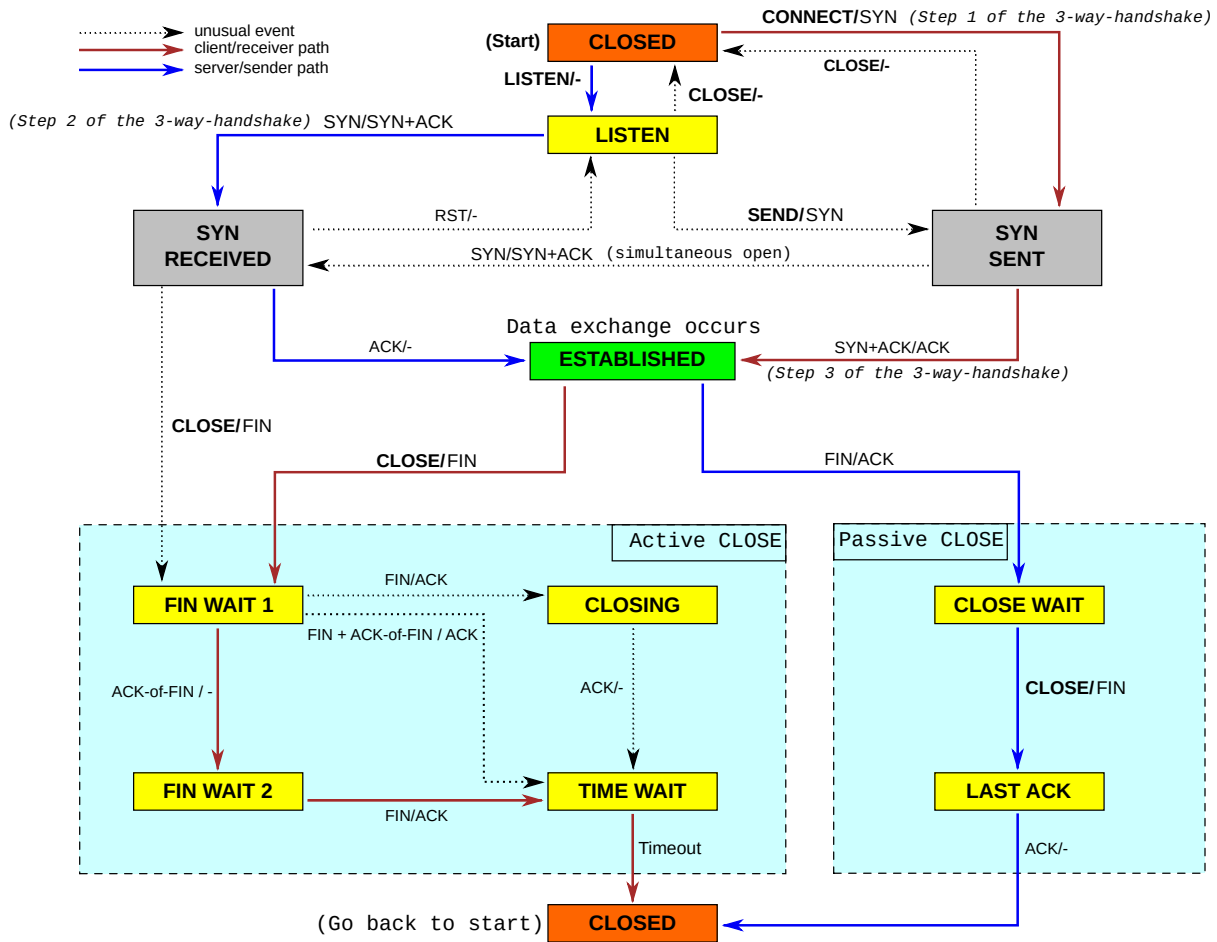 CONNECT/SYN (Step 1 of the 3-way-handshake)
unusual event
client/receiver path
server/sender path
(Start)
CLOSED
CLOSE/-
LISTEN/-
CLOSE/-
(Step 2 of the 3-way-handshake) SYN/SYN+ACK
LISTEN
RST/-
SEND/SYN
SYN
RECEIVED
SYN
SENT
SYN/SYN+ACK (simultaneous open)
Data exchange occurs
ACK/-
ESTABLISHED
SYN+ACK/ACK
(Step 3 of the 3-way-handshake)
CLOSE/FIN
CLOSE/FIN
FIN/ACK
Active CLOSE
Passive CLOSE
FIN/ACK
FIN WAIT 1
CLOSING
CLOSE WAIT
FIN + ACK-of-FIN / ACK
ACK-of-FIN / -
ACK/-
CLOSE/FIN
FIN WAIT 2
TIME WAIT
LAST ACK
FIN/ACK
Timeout
ACK/-
(Go back to start)
CLOSED